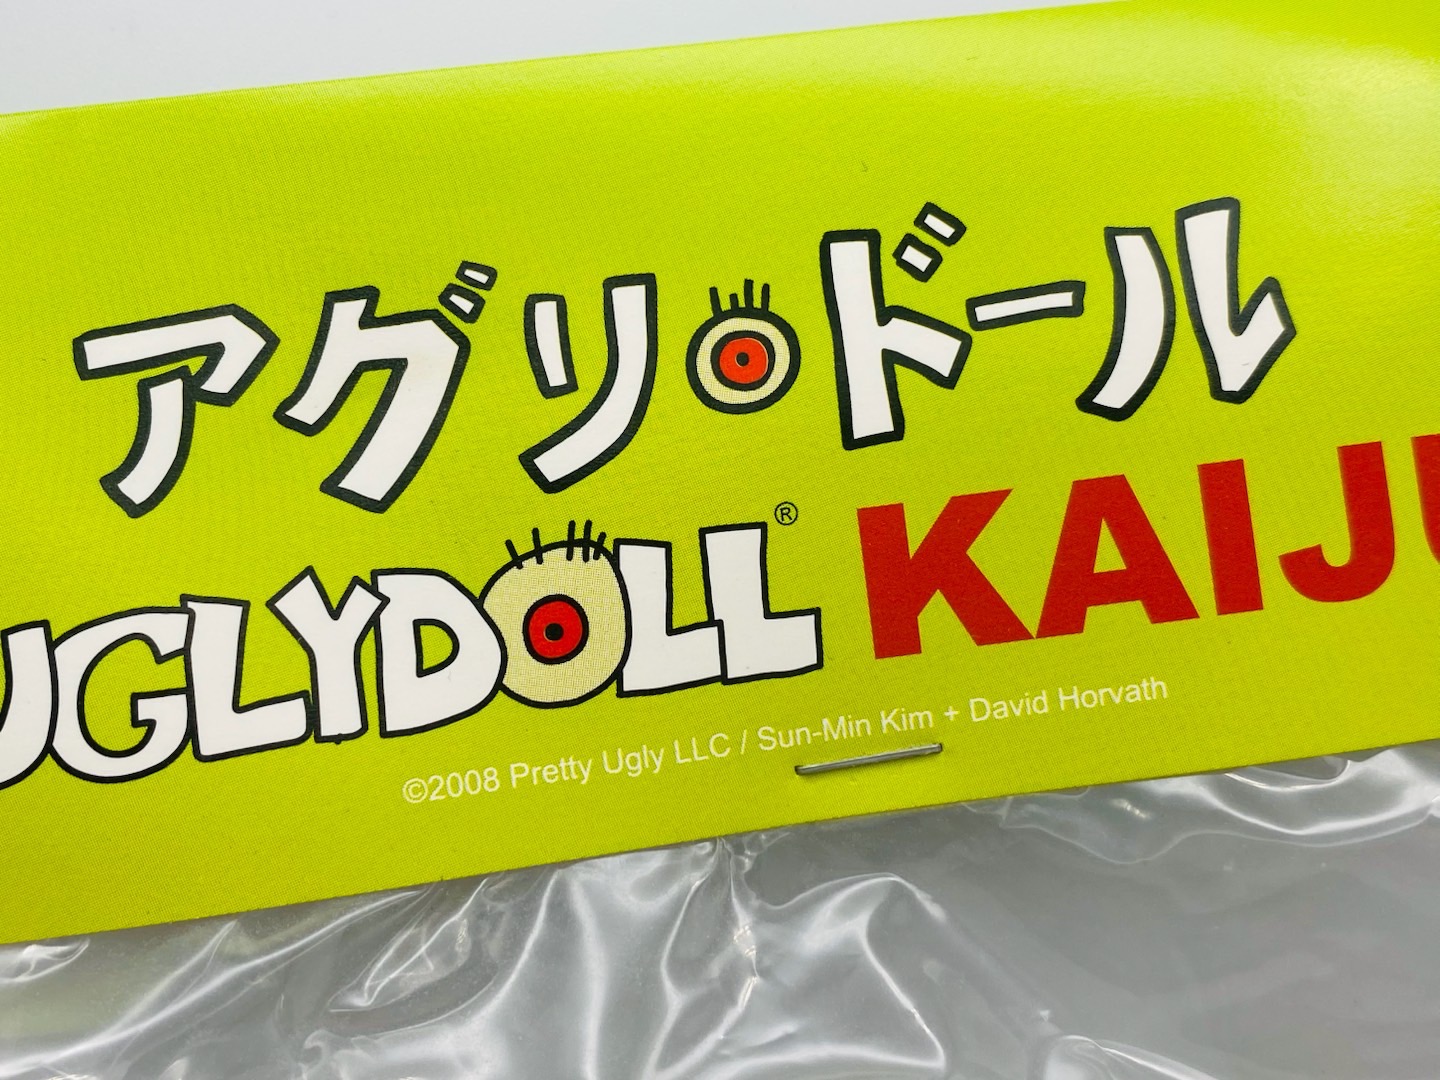 アグリ・ドール
UGLYDOLL® KAIJU
©2008 Pretty Ugly LLC / Sun-Min Kim + David Horvath